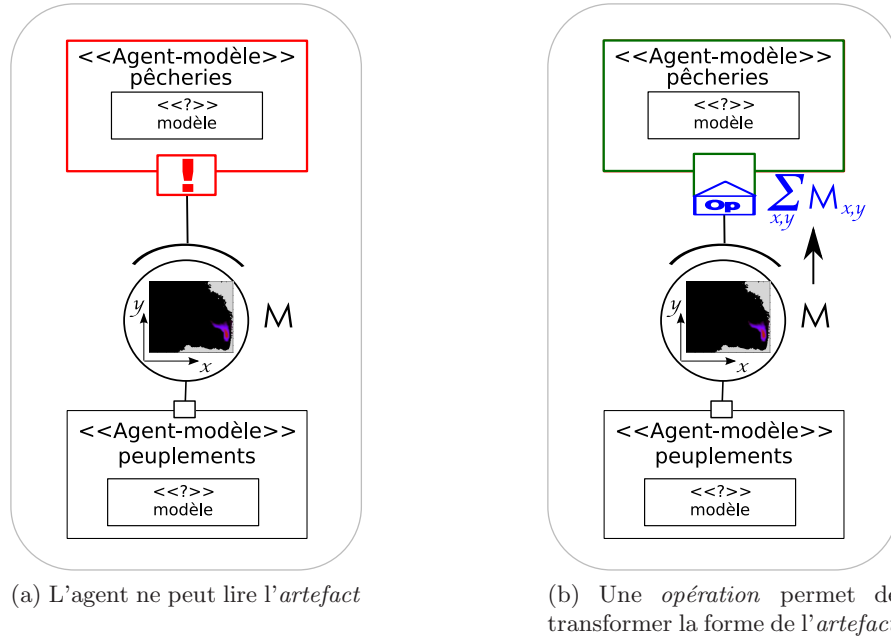 <<Agent-modèle>>
pêcheries
<<?>>
modèle
!
y
x
M
<<Agent-modèle>>
peuplements
<<?>>
modèle
(a) L'agent ne peut lire l'artefact
<<Agent-modèle>>
pêcheries
<<?>>
modèle
Op
∑x,y Mx,y
y
x
M
<<Agent-modèle>>
peuplements
<<?>>
modèle
(b) Une opération permet de
transformer la forme de l'artefact